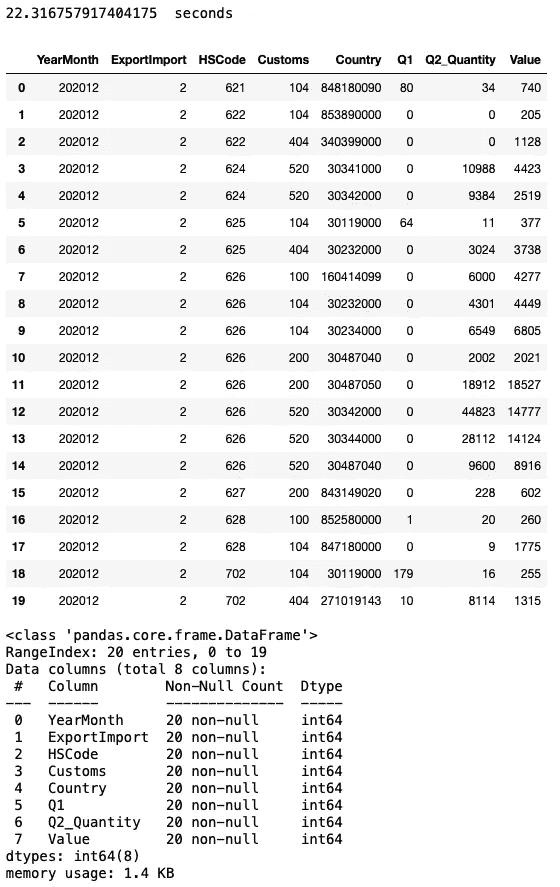 22.316757917404175  seconds
YearMonth ExportImport HSCode Customs Country Q1 Q2_Quantity Value
0 202012 2 621 104 848180090 80 34 740
1 202012 2 622 104 853890000 0 0 205
2 202012 2 622 404 340399000 0 0 1128
3 202012 2 624 520 30341000 0 10988 4423
4 202012 2 624 520 30342000 0 9384 2519
5 202012 2 625 104 30119000 64 11 377
6 202012 2 625 404 30232000 0 3024 3738
7 202012 2 626 100 160414099 0 6000 4277
8 202012 2 626 104 30232000 0 4301 4449
9 202012 2 626 104 30234000 0 6549 6805
10 202012 2 626 200 30487040 0 2002 2021
11 202012 2 626 200 30487050 0 18912 18527
12 202012 2 626 520 30342000 0 44823 14777
13 202012 2 626 520 30344000 0 28112 14124
14 202012 2 626 520 30487040 0 9600 8916
15 202012 2 627 200 843149020 0 228 602
16 202012 2 628 100 852580000 1 20 260
17 202012 2 628 104 847180000 0 9 1775
18 202012 2 702 104 30119000 179 16 255
19 202012 2 702 404 271019143 10 8114 1315
<class 'pandas.core.frame.DataFrame'>
RangeIndex: 20 entries, 0 to 19
Data columns (total 8 columns):
#   Column        Non-Null Count  Dtype
---  ------        --------------  -----
0   YearMonth     20 non-null     int64
1   ExportImport  20 non-null     int64
2   HSCode        20 non-null     int64
3   Customs       20 non-null     int64
4   Country       20 non-null     int64
5   Q1            20 non-null     int64
6   Q2_Quantity   20 non-null     int64
7   Value         20 non-null     int64
dtypes: int64(8)
memory usage: 1.4 KB